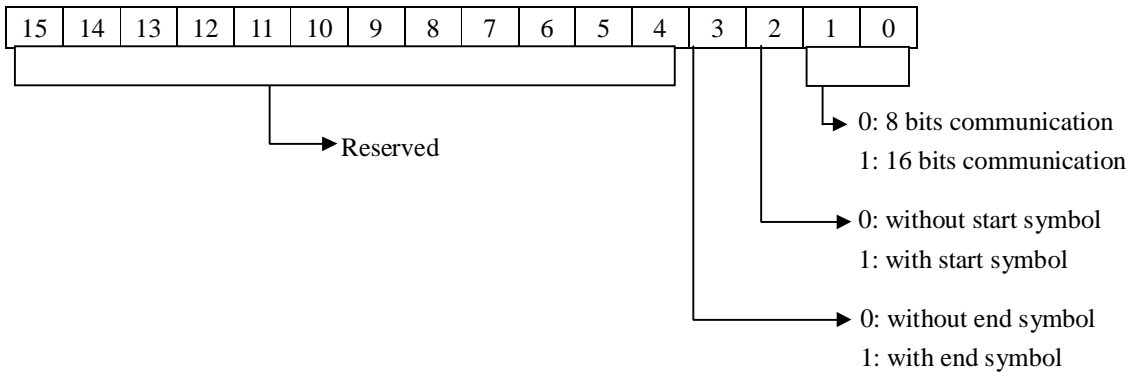 15 14 13 12 11 10 9 8 7 6 5 4 3 2 1 0
0: 8 bits communication
Reserved
1: 16 bits communication
0: without start symbol
1: with start symbol
0: without end symbol
1: with end symbol